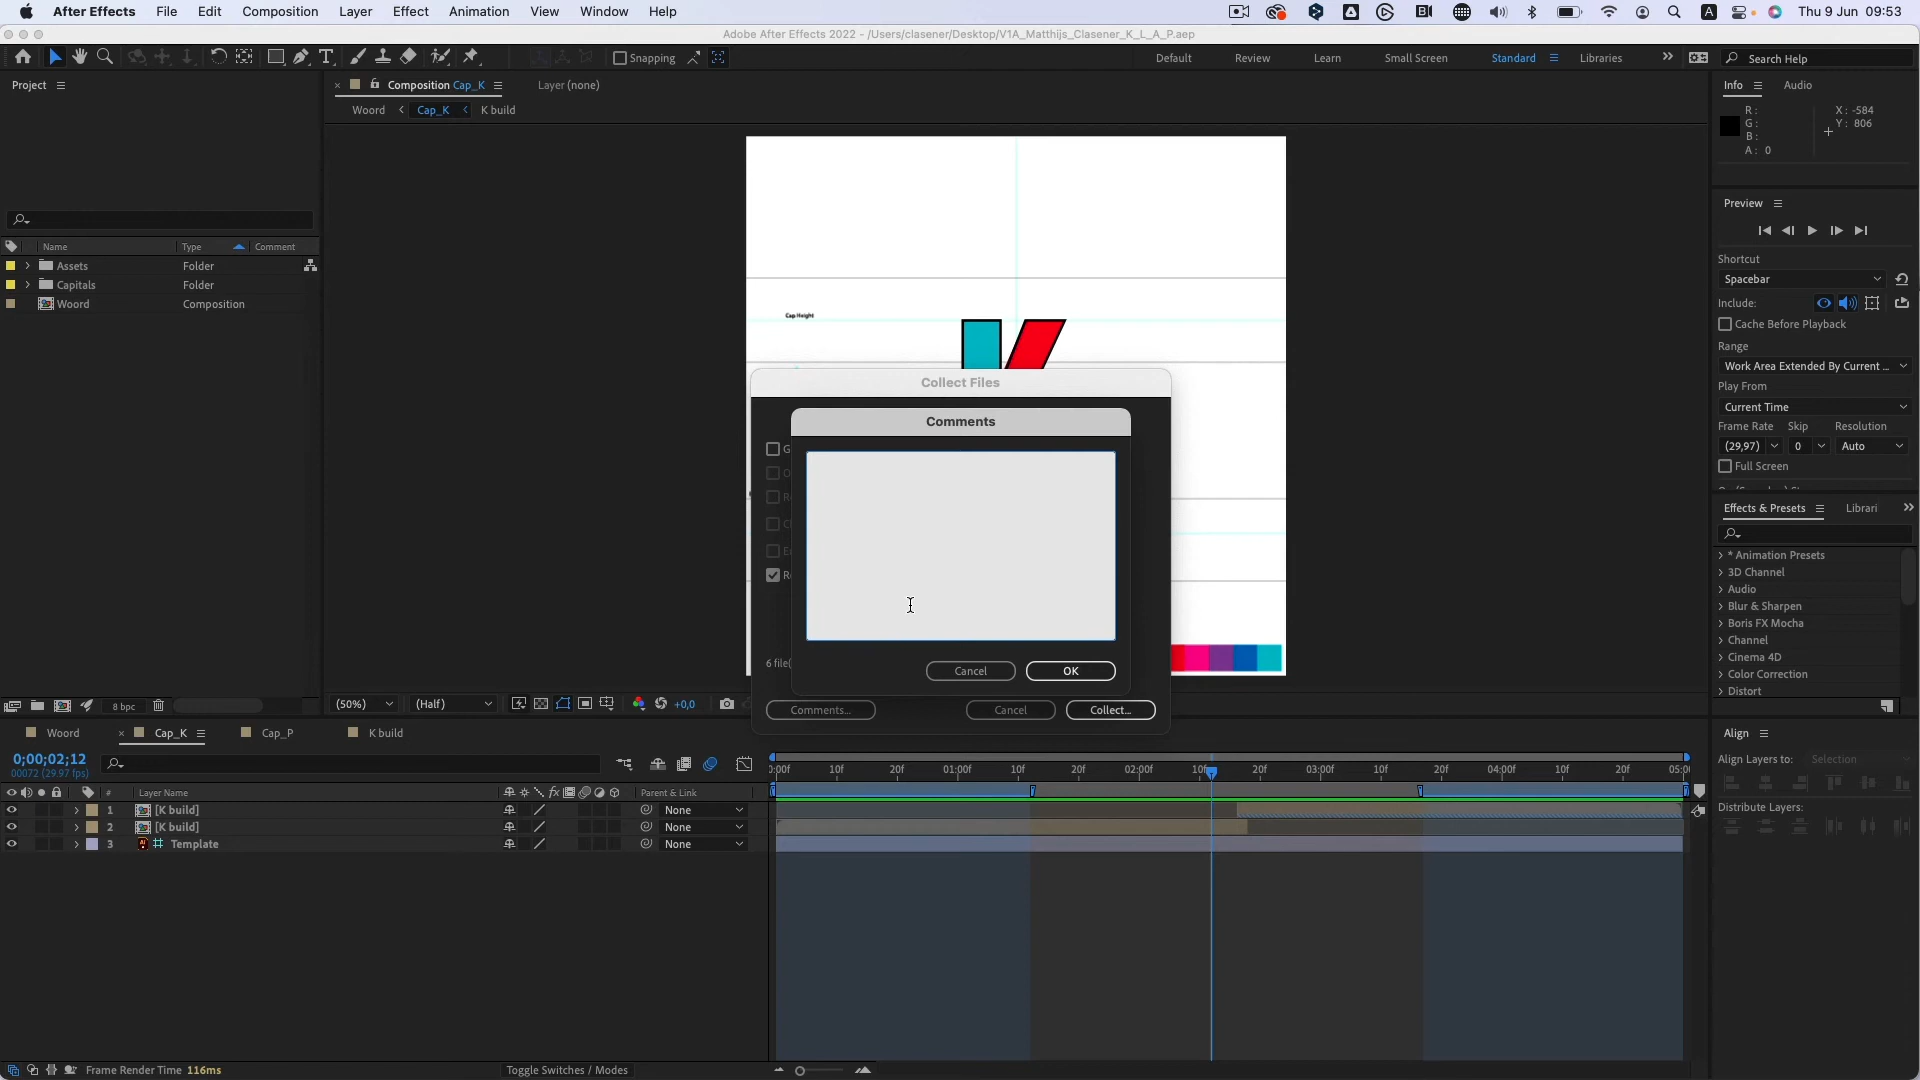 After Effects File Edit Composition Layer Effect Animation View Window Help Thu 9 Jun 09:53
Adobe After Effects 2022 - /Users/clasener/Desktop/V1A_Matthijs_Clasener_K_L_A_P.aep
Snapping Default Review Learn Small Screen Standard Libraries Search Help
Project
Composition Cap_K Layer (none)
Woord Cap_K K build
Name Type Comment
Assets Folder
Capitals Folder
Woord Composition
8 bpc
Cap Height
Collect Files
Comments
Cancel OK
6 file(
Comments... Cancel Collect...
(50%) (Half) +0,0
Info Audio
R: X: -584
G: Y: 806
B:
A: 0
Preview
Shortcut
Spacebar
Include:
Cache Before Playback
Range
Work Area Extended By Current ...
Play From
Current Time
Frame Rate Skip Resolution
(29,97) 0 Auto
Full Screen
Effects & Presets Librari
* Animation Presets
3D Channel
Audio
Blur & Sharpen
Boris FX Mocha
Channel
Cinema 4D
Color Correction
Distort
Align
Align Layers to: Selection
Distribute Layers:
Woord Cap_K Cap_P K build
0;00;02;12
00072 (29.97 fps)
0:00f 10f 20f 01:00f 10f 20f 02:00f 10f 20f 03:00f 10f 20f 04:00f 10f 20f 05:00
# Layer Name Parent & Link
1 [K build] None
2 [K build] None
3 Template None
Frame Render Time 116ms Toggle Switches / Modes